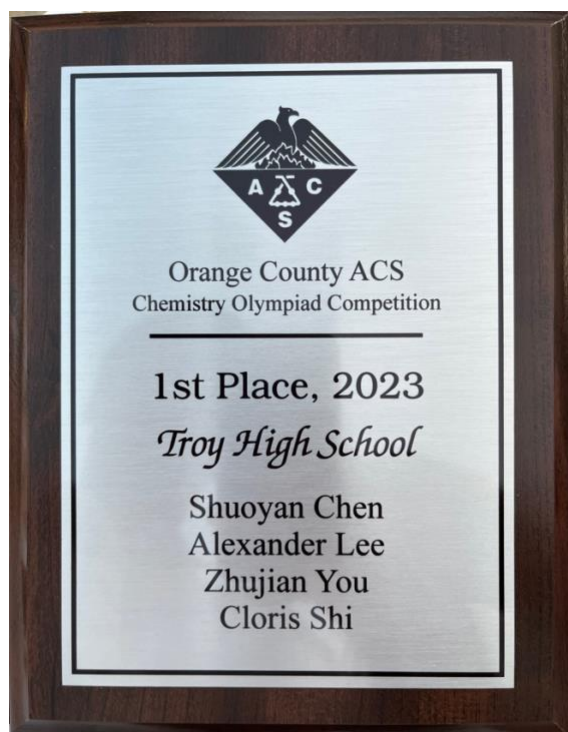 A C
S
Orange County ACS
Chemistry Olympiad Competition
1st Place, 2023
Troy High School
Shuoyan Chen
Alexander Lee
Zhujian You
Cloris Shi